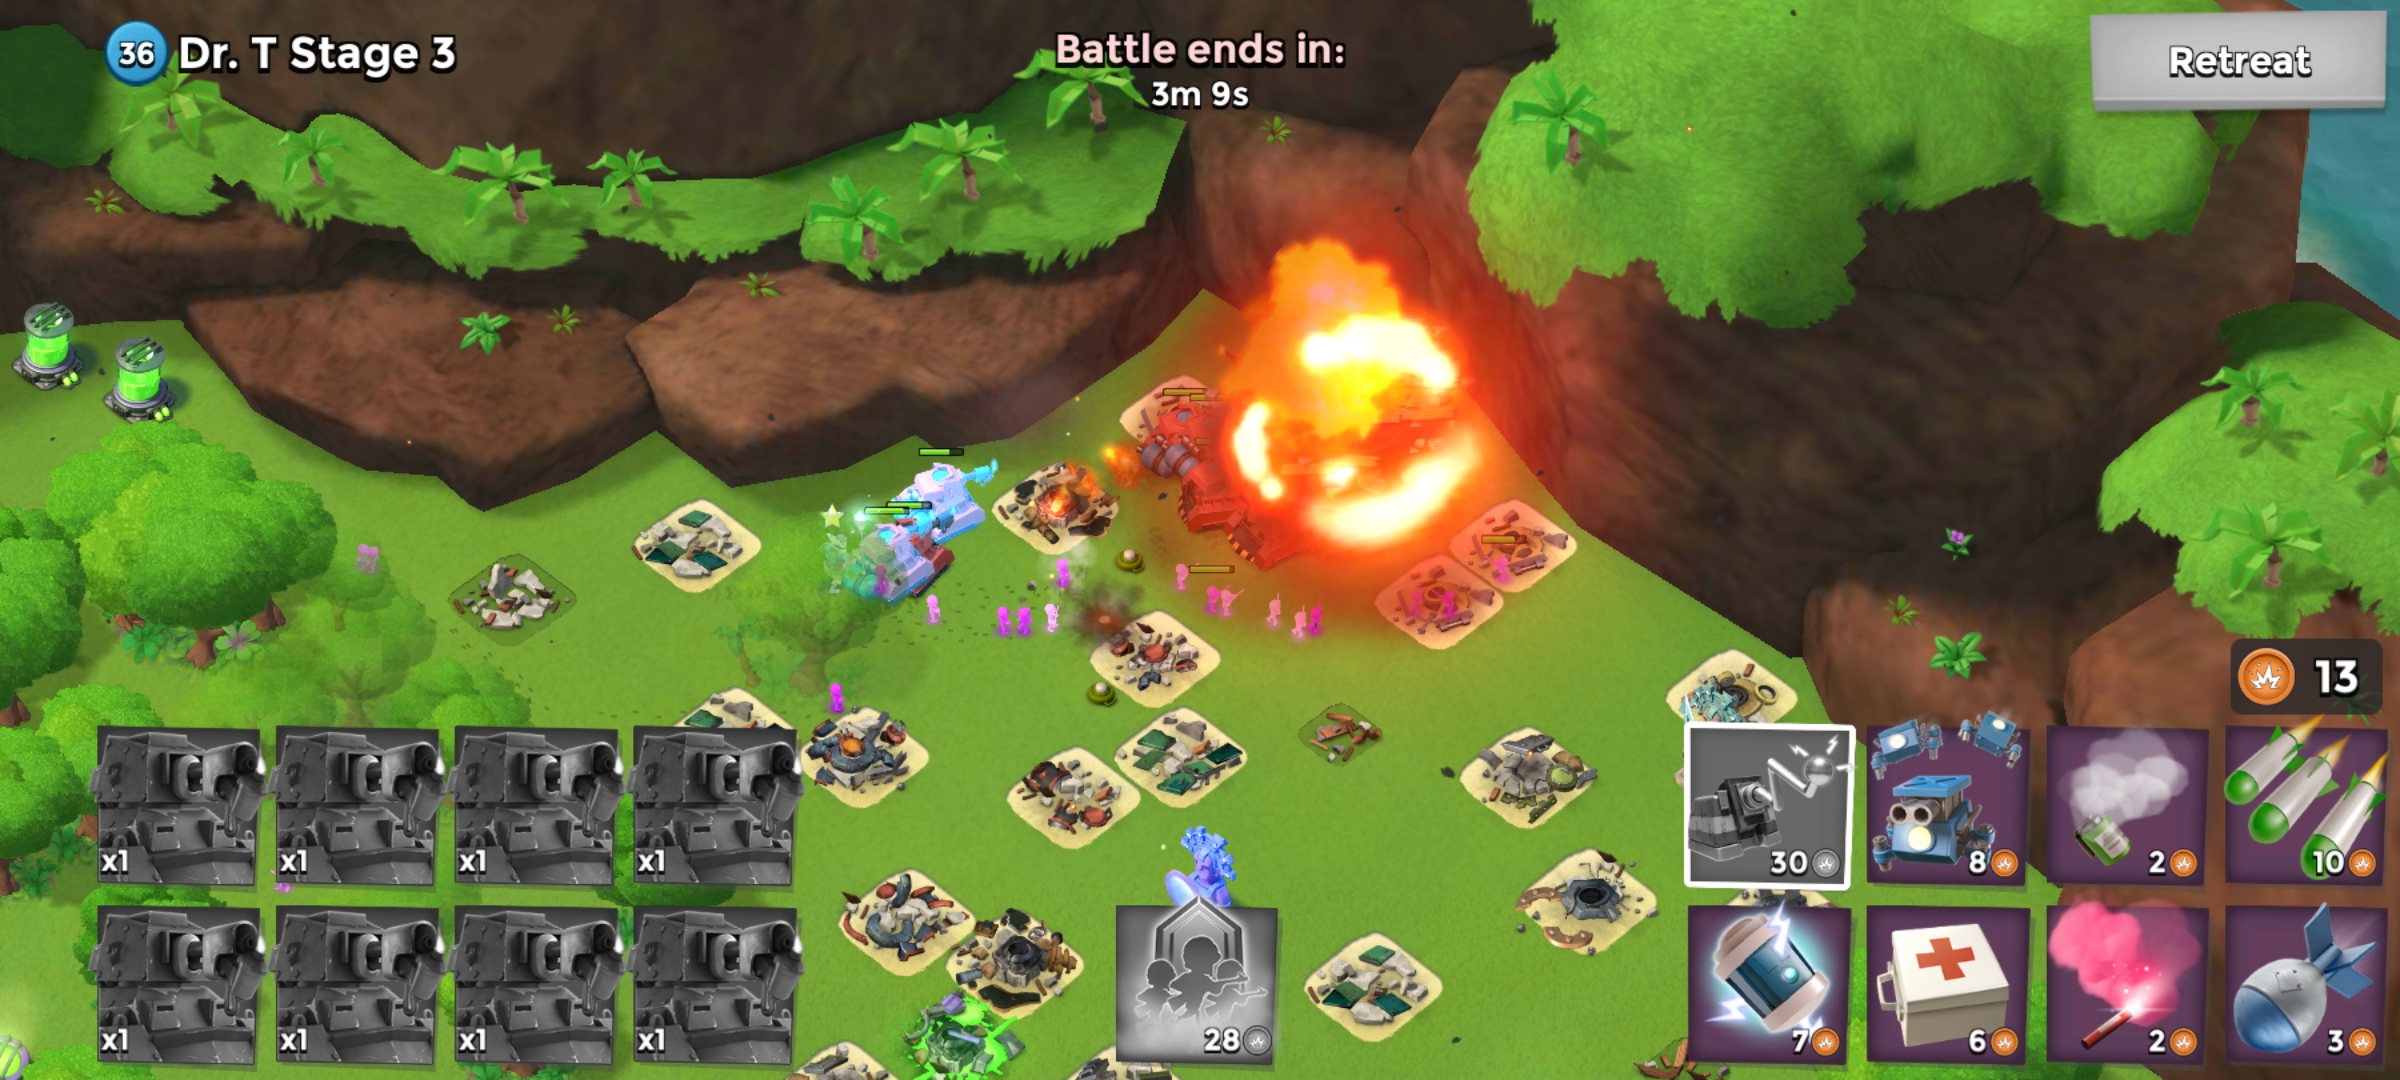 36 Dr. T Stage 3
Battle ends in:
3m 9s
Retreat
13
x1 x1 x1 x1
30 8 2 10
x1 x1 x1 x1
28
7 6 2 3